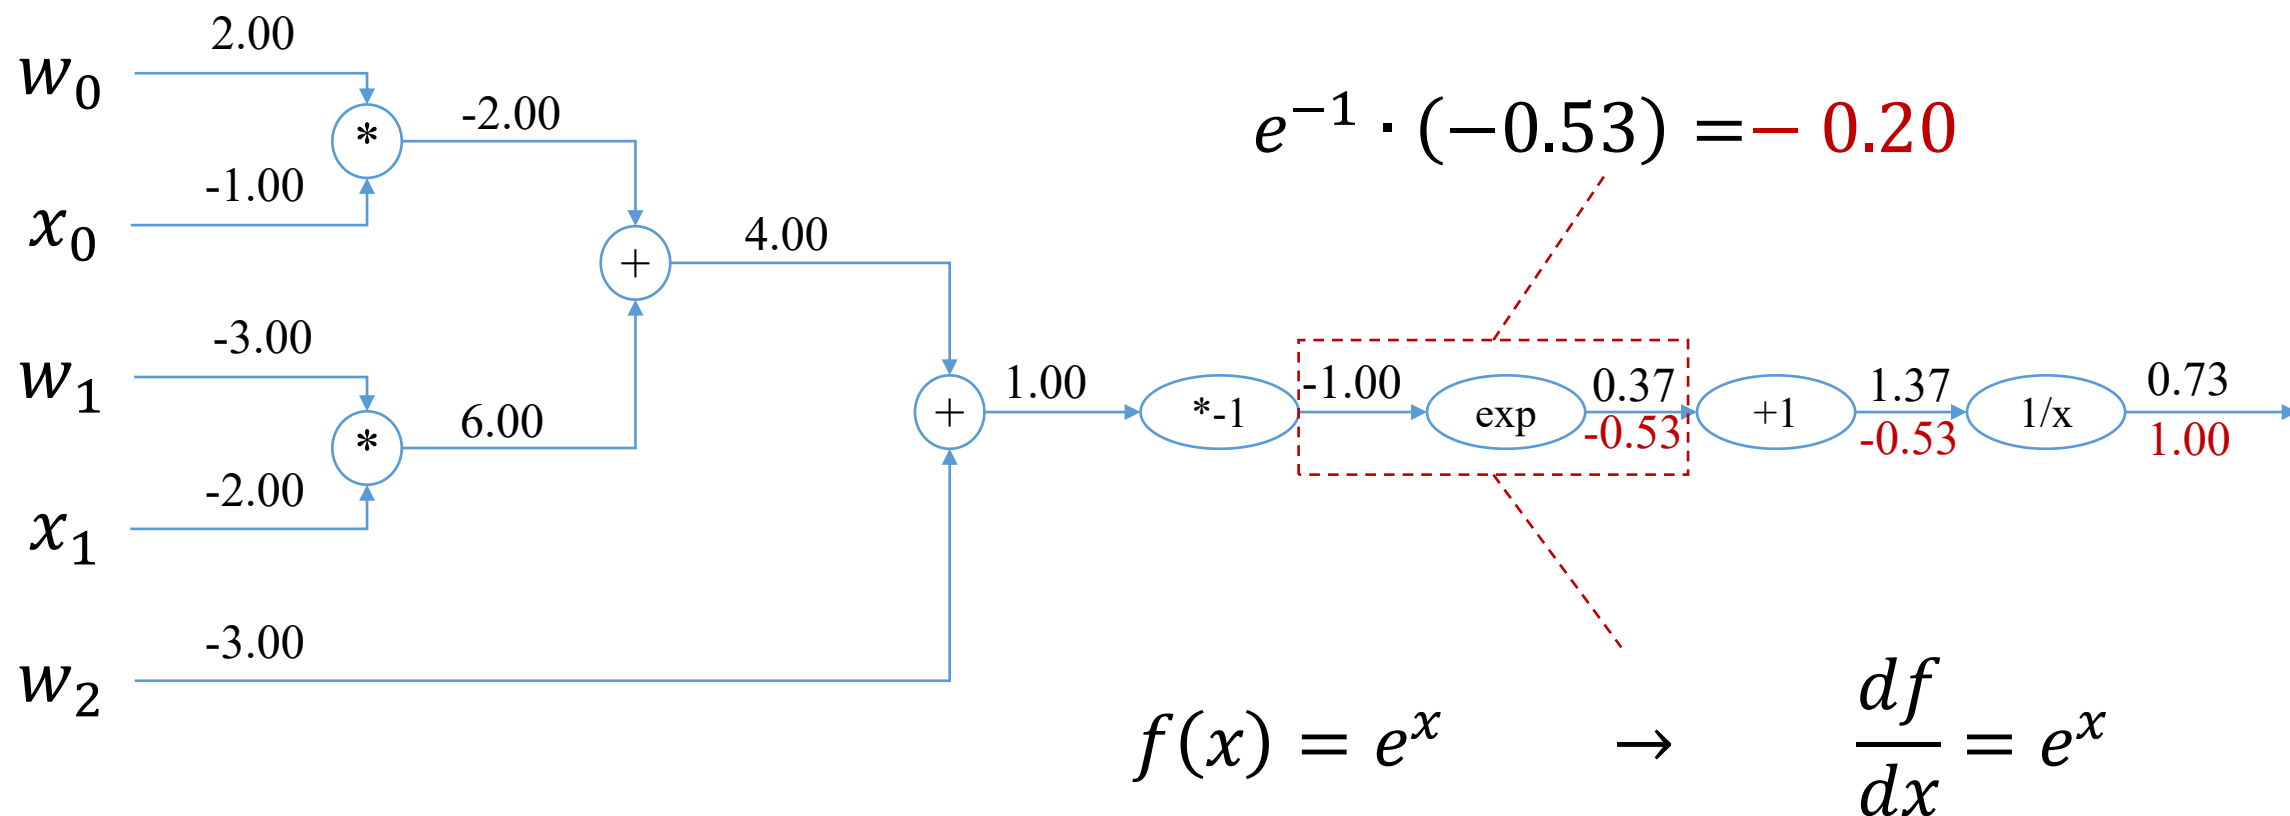 w₀ 2.00
*
-2.00
x₀ -1.00
e⁻¹ · (−0.53) = − 0.20
+
4.00
w₁ -3.00
*
6.00
x₁ -2.00
w₂ -3.00
+
1.00
*-1
-1.00
exp
0.37
-0.53
+1
1.37
-0.53
1/x
0.73
1.00
f(x) = eˣ → df/dx = eˣ